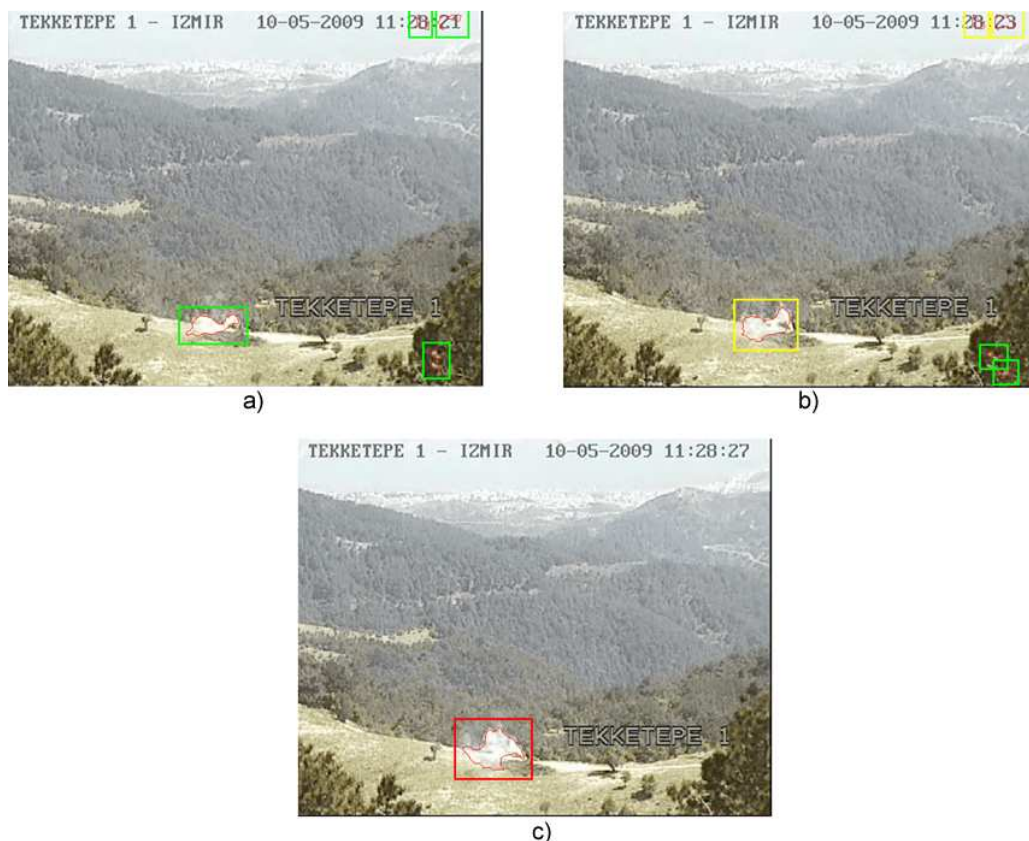 TEKKETEPE 1 - IZMIR 10-05-2009 11:28:21
TEKKETEPE 1
a)
TEKKETEPE 1 - IZMIR 10-05-2009 11:28:23
TEKKETEPE 1
b)
TEKKETEPE 1 - IZMIR 10-05-2009 11:28:27
TEKKETEPE 1
c)